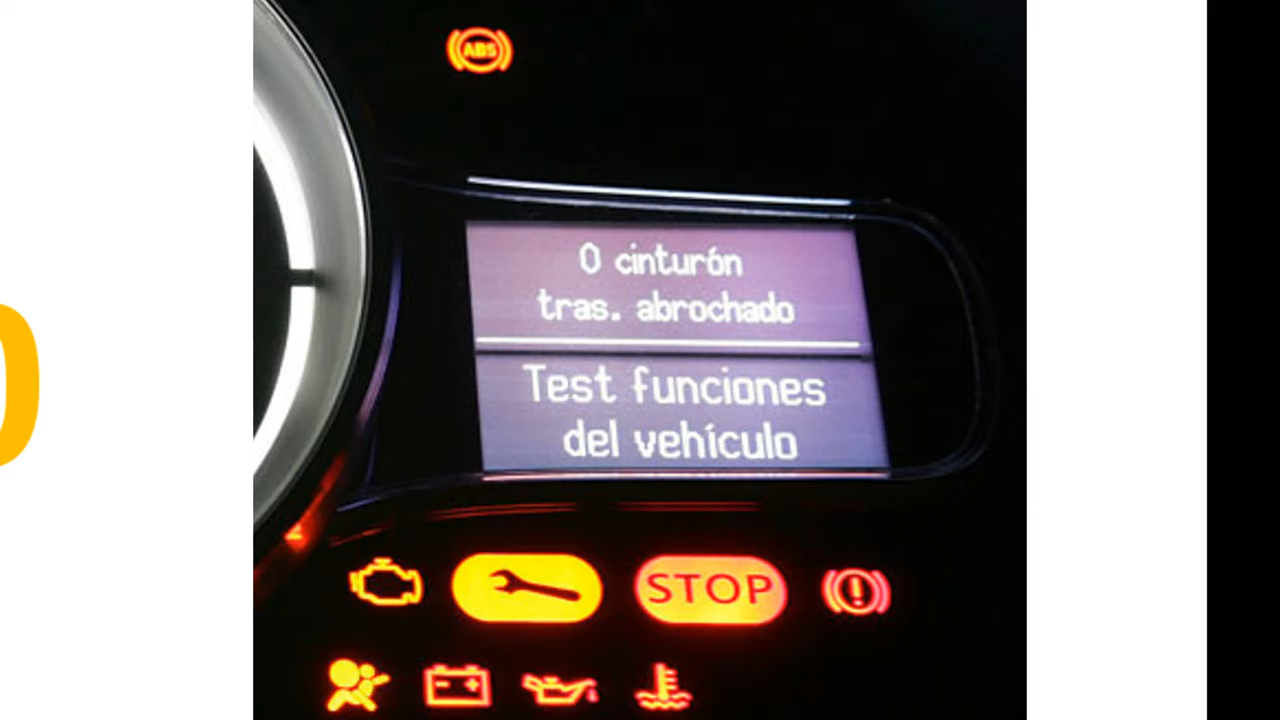 ABS
0 cinturón
tras. abrochado
Test funciones
del vehículo
STOP